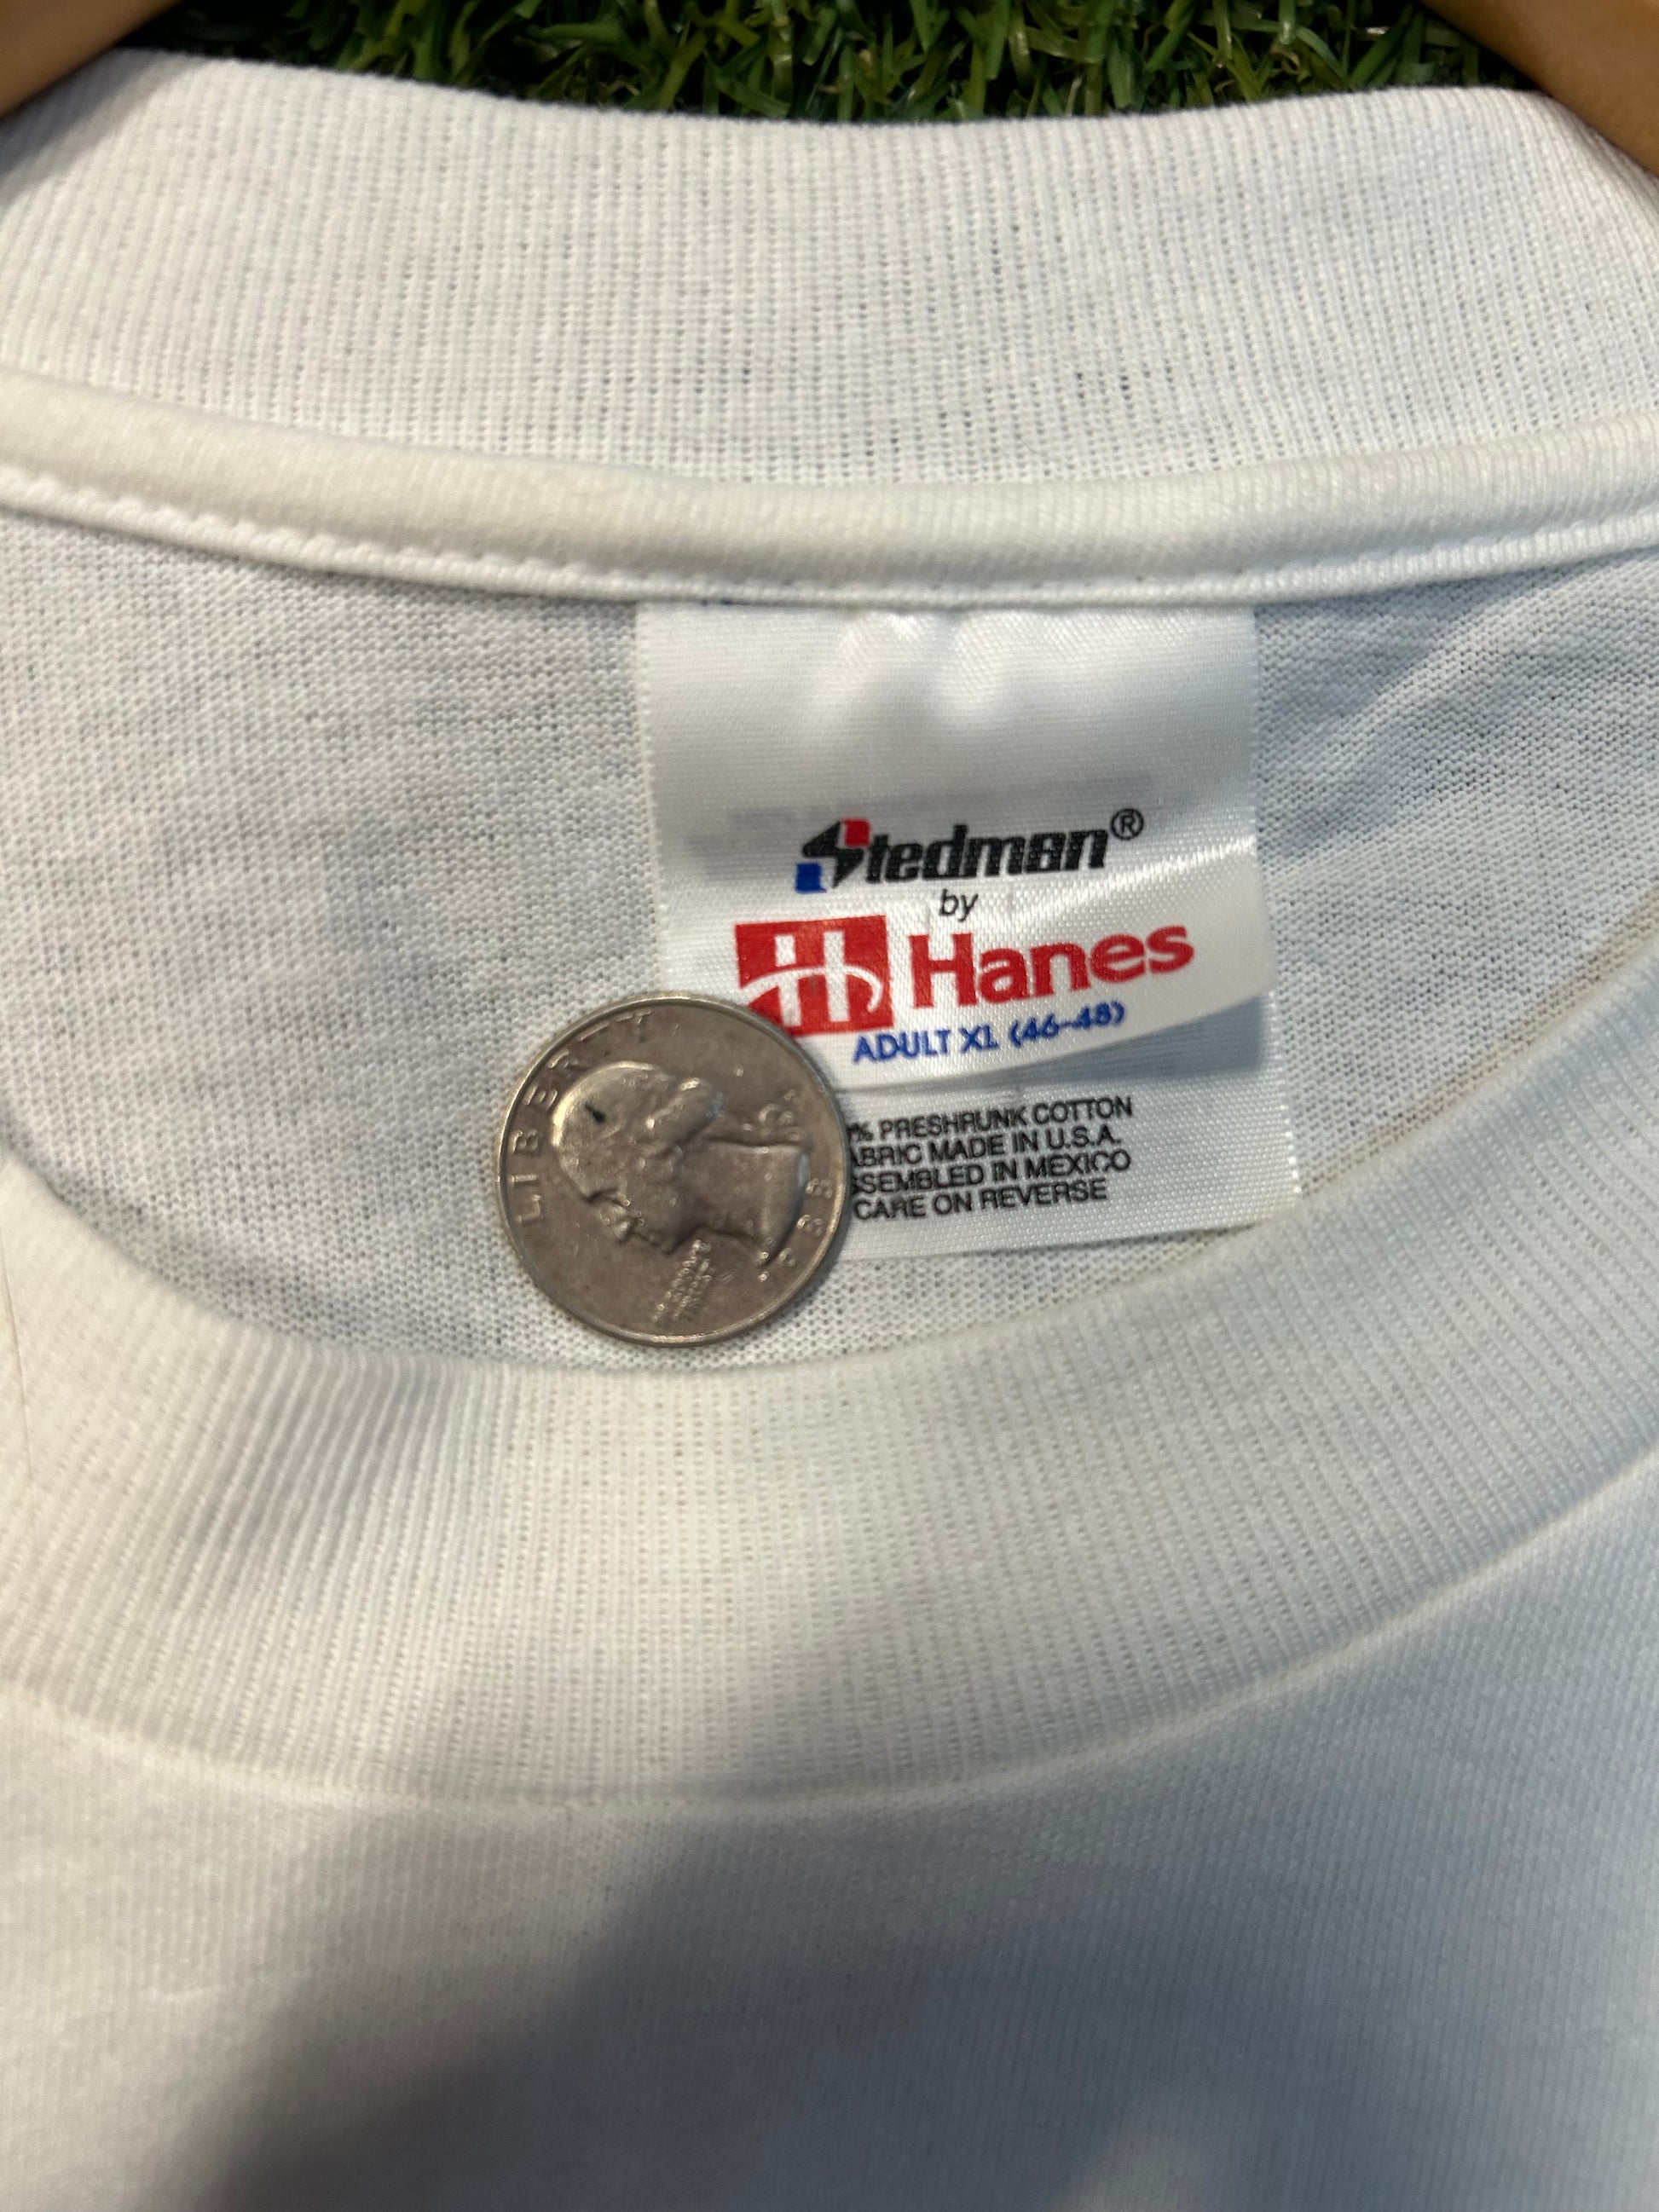 Stedman®
by
H Hanes
ADULT XL (46-48)
% PRESHRUNK COTTON
ABRIC MADE IN U.S.A.
SSEMBLED IN MEXICO
CARE ON REVERSE
LIBERTY